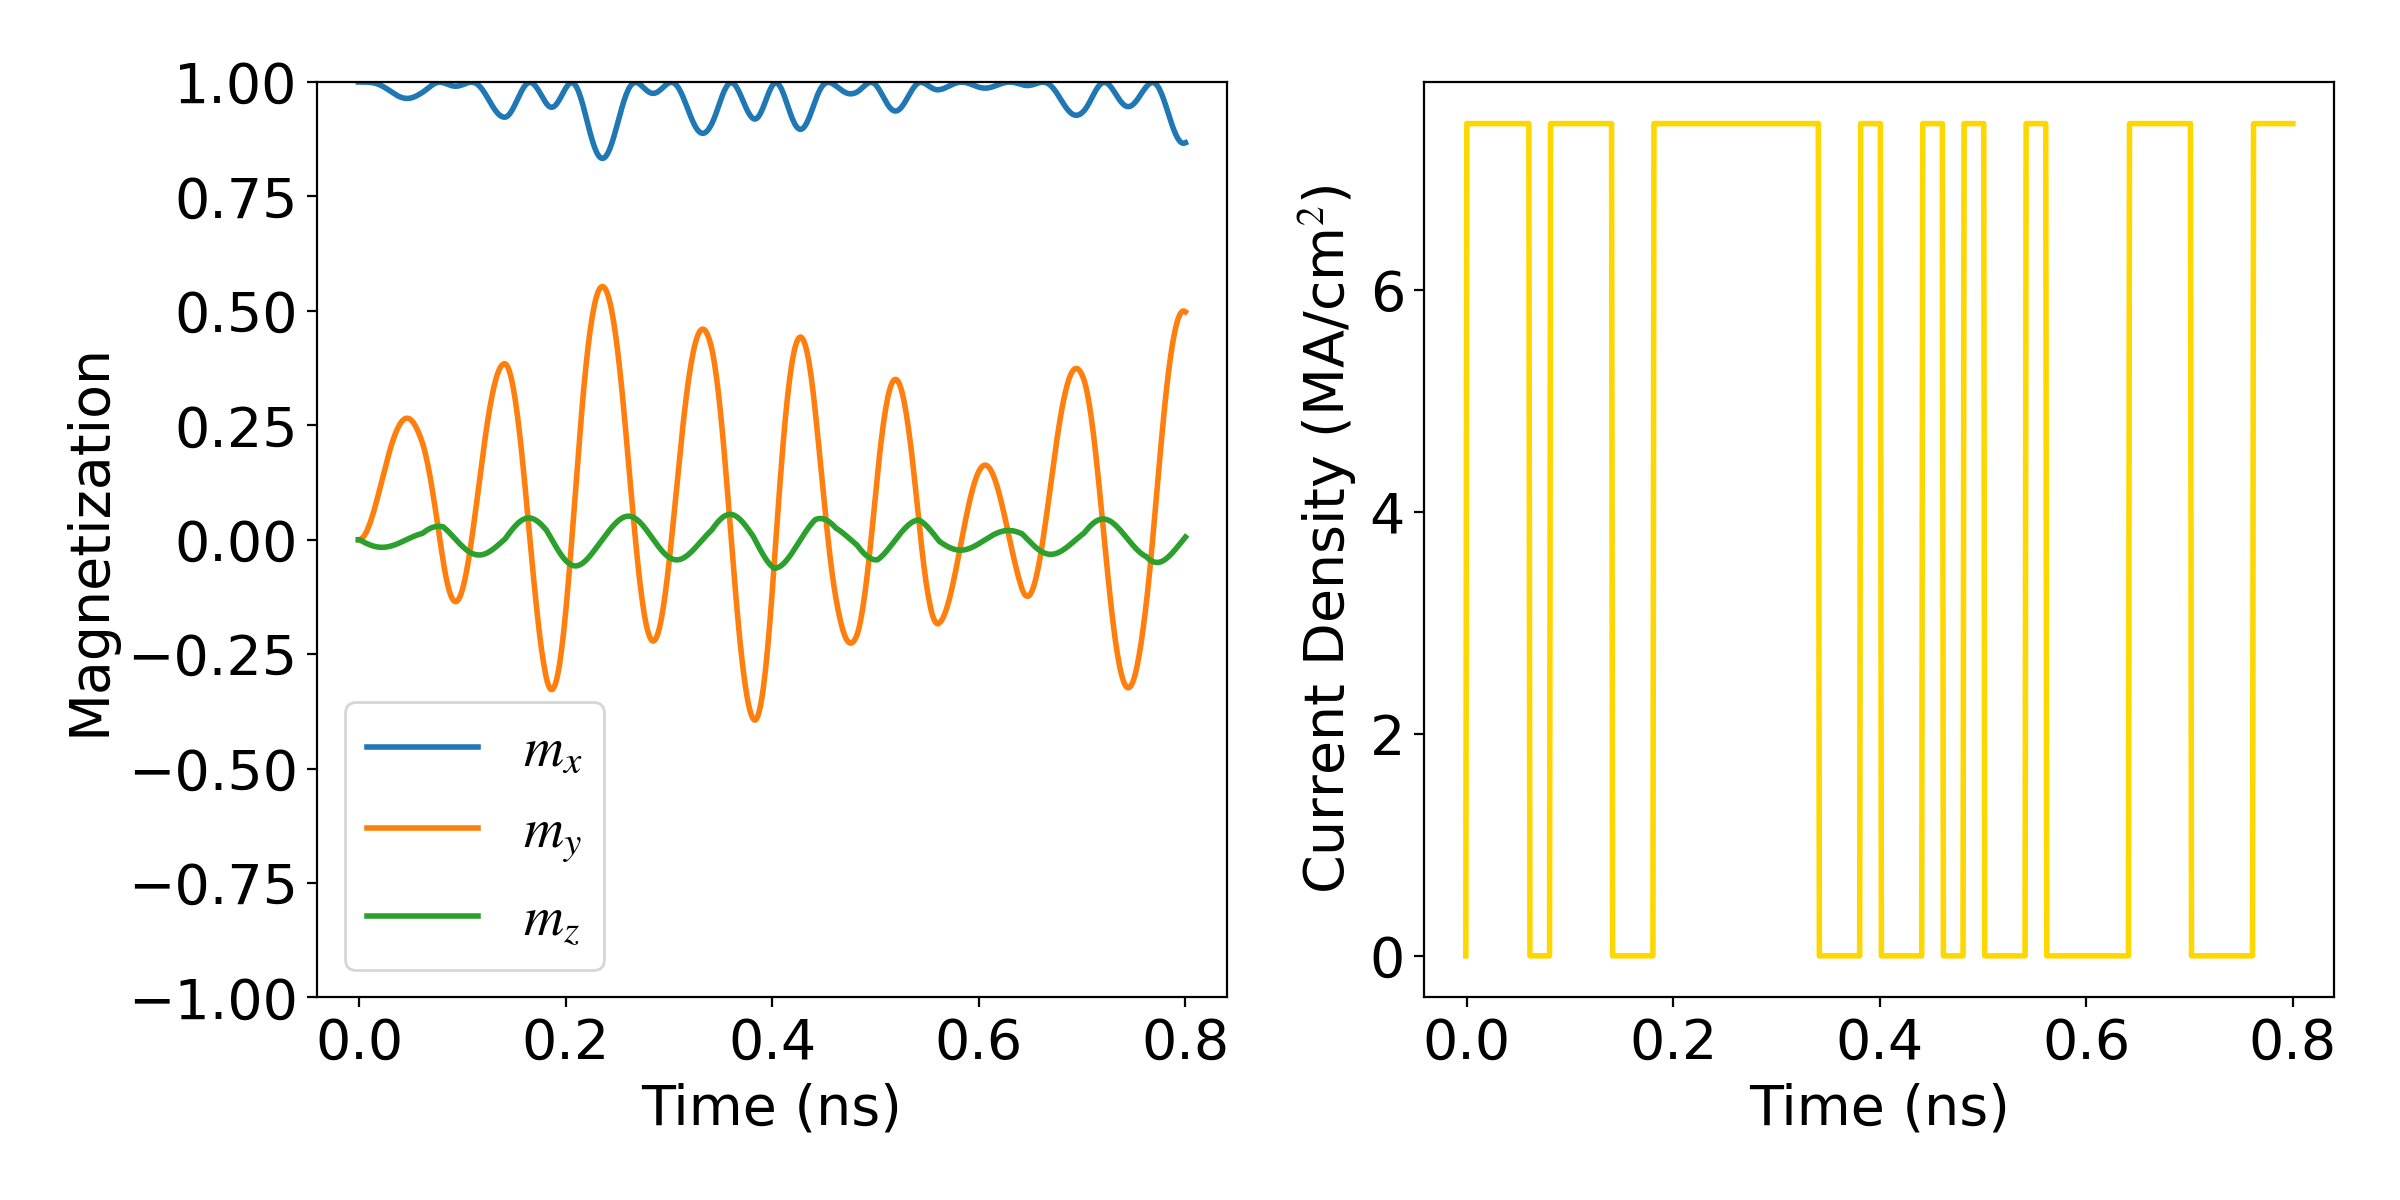 Magnetization
1.00
0.75
0.50
0.25
0.00
−0.25
−0.50
−0.75
−1.00
m_x
m_y
m_z
0.0 0.2 0.4 0.6 0.8
Time (ns)
Current Density (MA/cm²)
6
4
2
0
0.0 0.2 0.4 0.6 0.8
Time (ns)